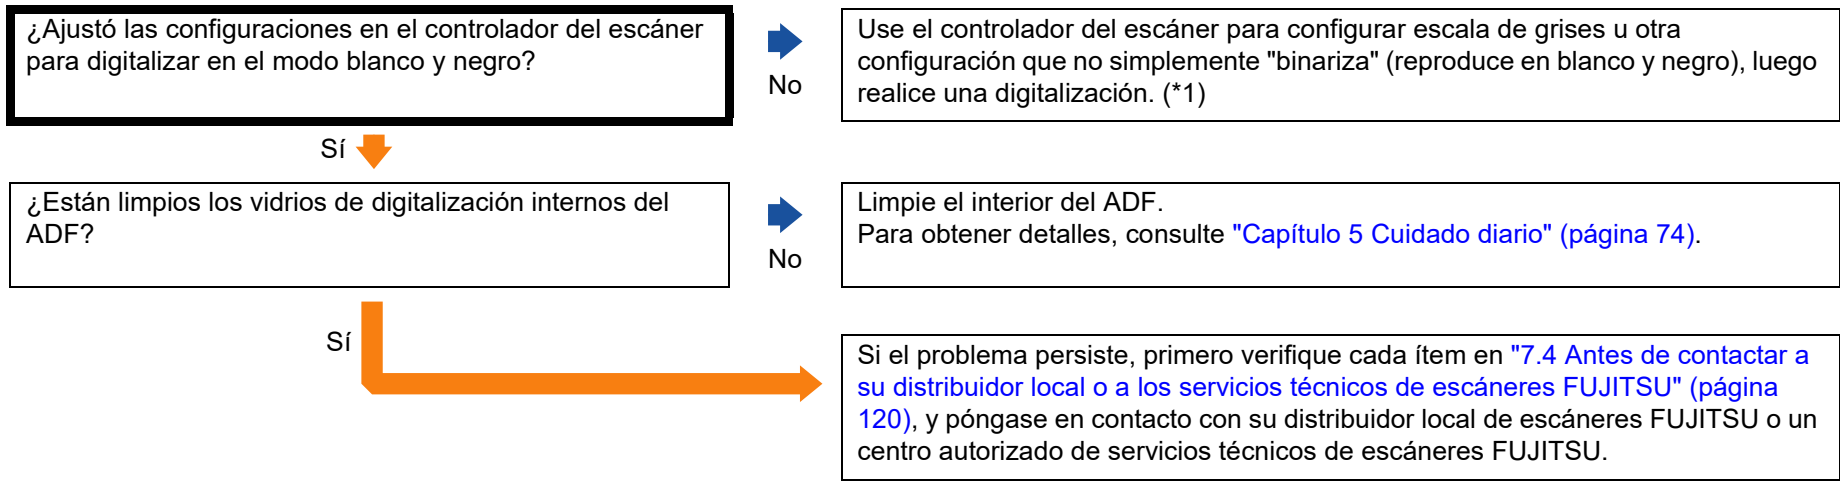 ¿Ajustó las configuraciones en el controlador del escáner
para digitalizar en el modo blanco y negro?
No
Use el controlador del escáner para configurar escala de grises u otra
configuración que no simplemente "binariza" (reproduce en blanco y negro), luego
realice una digitalización. (*1)
Sí
¿Están limpios los vidrios de digitalización internos del
ADF?
No
Limpie el interior del ADF.
Para obtener detalles, consulte "Capítulo 5 Cuidado diario" (página 74).
Sí
Si el problema persiste, primero verifique cada ítem en "7.4 Antes de contactar a
su distribuidor local o a los servicios técnicos de escáneres FUJITSU" (página
120), y póngase en contacto con su distribuidor local de escáneres FUJITSU o un
centro autorizado de servicios técnicos de escáneres FUJITSU.